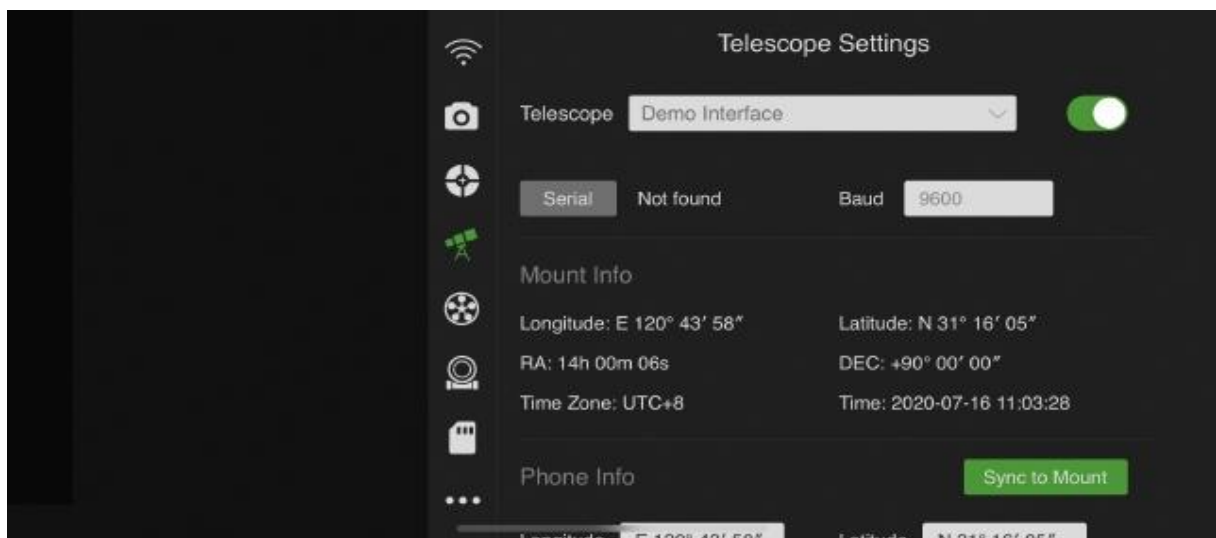 Telescope Settings
Telescope Demo Interface
Serial Not found Baud 9600
Mount Info
Longitude: E 120° 43′ 58″ Latitude: N 31° 16′ 05″
RA: 14h 00m 06s DEC: +90° 00′ 00″
Time Zone: UTC+8 Time: 2020-07-16 11:03:28
Phone Info Sync to Mount